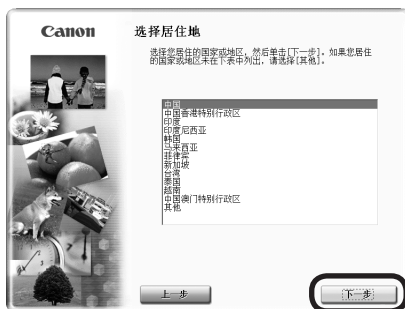 Canon
选择居住地
选择您居住的国家或地区，然后单击[下一步]。如果您居住
的国家或地区未在下表中列出，请选择[其他]。
中国
中国香港特别行政区
印度
印度尼西亚
韩国
马来西亚
菲律宾
新加坡
台湾
泰国
越南
中国澳门特别行政区
其他
上一步
下一步